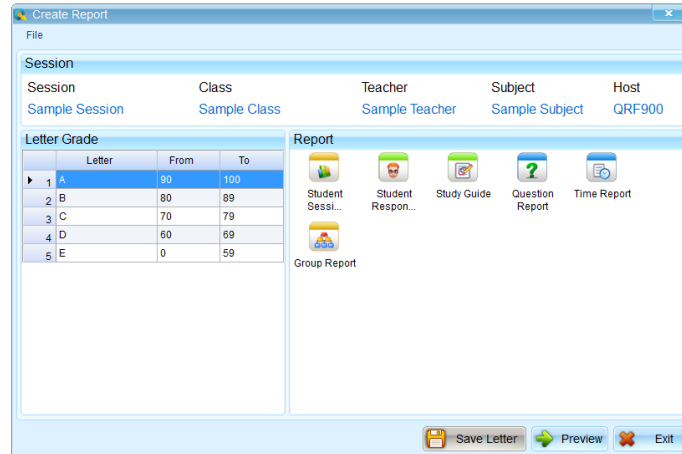 Create Report
File
Session
Session Class Teacher Subject Host
Sample Session Sample Class Sample Teacher Sample Subject QRF900
Letter Grade
Letter From To
1 A 90 100
2 B 80 89
3 C 70 79
4 D 60 69
5 E 0 59
Report
Student Sessi...
Student Respon...
Study Guide
Question Report
Time Report
Group Report
Save Letter Preview Exit